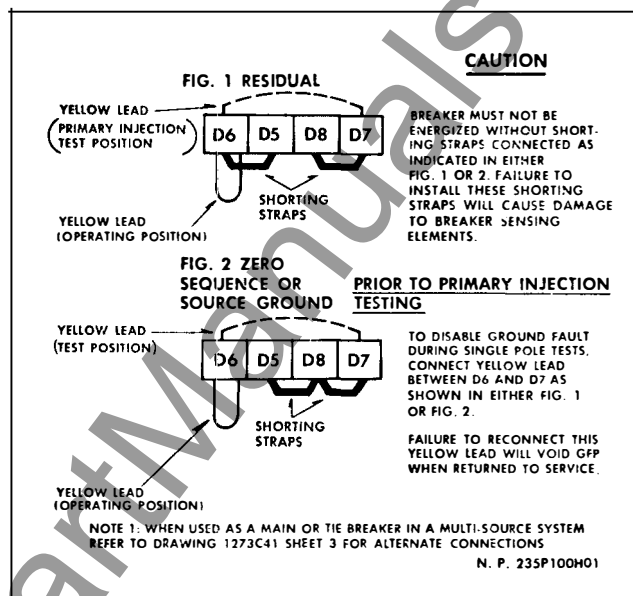 CAUTION
FIG. 1 RESIDUAL
YELLOW LEAD
(PRIMARY INJECTION
TEST POSITION)
D6 D5 D8 D7
SHORTING
STRAPS
YELLOW LEAD
(OPERATING POSITION)
BREAKER MUST NOT BE
ENERGIZED WITHOUT SHORT-
ING STRAPS CONNECTED AS
INDICATED IN EITHER
FIG. 1 OR 2. FAILURE TO
INSTALL THESE SHORTING
STRAPS WILL CAUSE DAMAGE
TO BREAKER SENSING
ELEMENTS.
FIG. 2 ZERO
SEQUENCE OR
SOURCE GROUND
PRIOR TO PRIMARY INJECTION
TESTING
YELLOW LEAD
(TEST POSITION)
D6 D5 D8 D7
SHORTING
STRAPS
YELLOW LEAD
(OPERATING POSITION)
TO DISABLE GROUND FAULT
DURING SINGLE POLE TESTS,
CONNECT YELLOW LEAD
BETWEEN D6 AND D7 AS
SHOWN IN EITHER FIG. 1
OR FIG. 2.
FAILURE TO RECONNECT THIS
YELLOW LEAD WILL VOID GFP
WHEN RETURNED TO SERVICE.
NOTE 1: WHEN USED AS A MAIN OR TIE BREAKER IN A MULTI-SOURCE SYSTEM
REFER TO DRAWING 1273C41 SHEET 3 FOR ALTERNATE CONNECTIONS
N. P. 235P100H01
artManuals